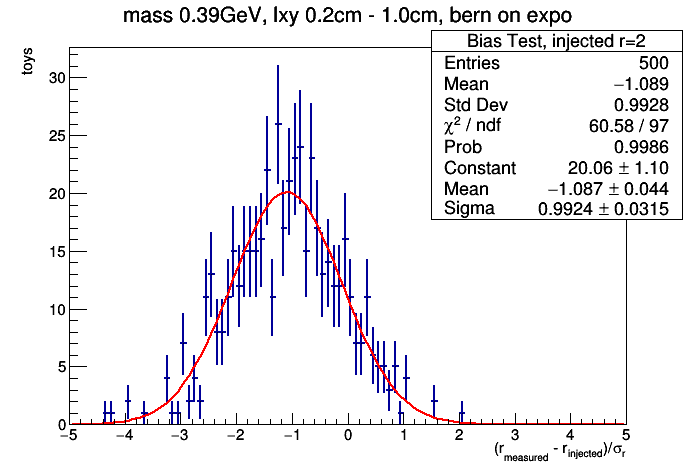 mass 0.39GeV, lxy 0.2cm - 1.0cm, bern on expo
toys
Bias Test, injected r=2
Entries 500
Mean −1.089
Std Dev 0.9928
χ² / ndf 60.58 / 97
Prob 0.9986
Constant 20.06 ± 1.10
Mean −1.087 ± 0.044
Sigma 0.9924 ± 0.0315
30
25
20
15
10
5
0
−5 −4 −3 −2 −1 0 1 2 3 4 5
(r_measured - r_injected)/σ_r